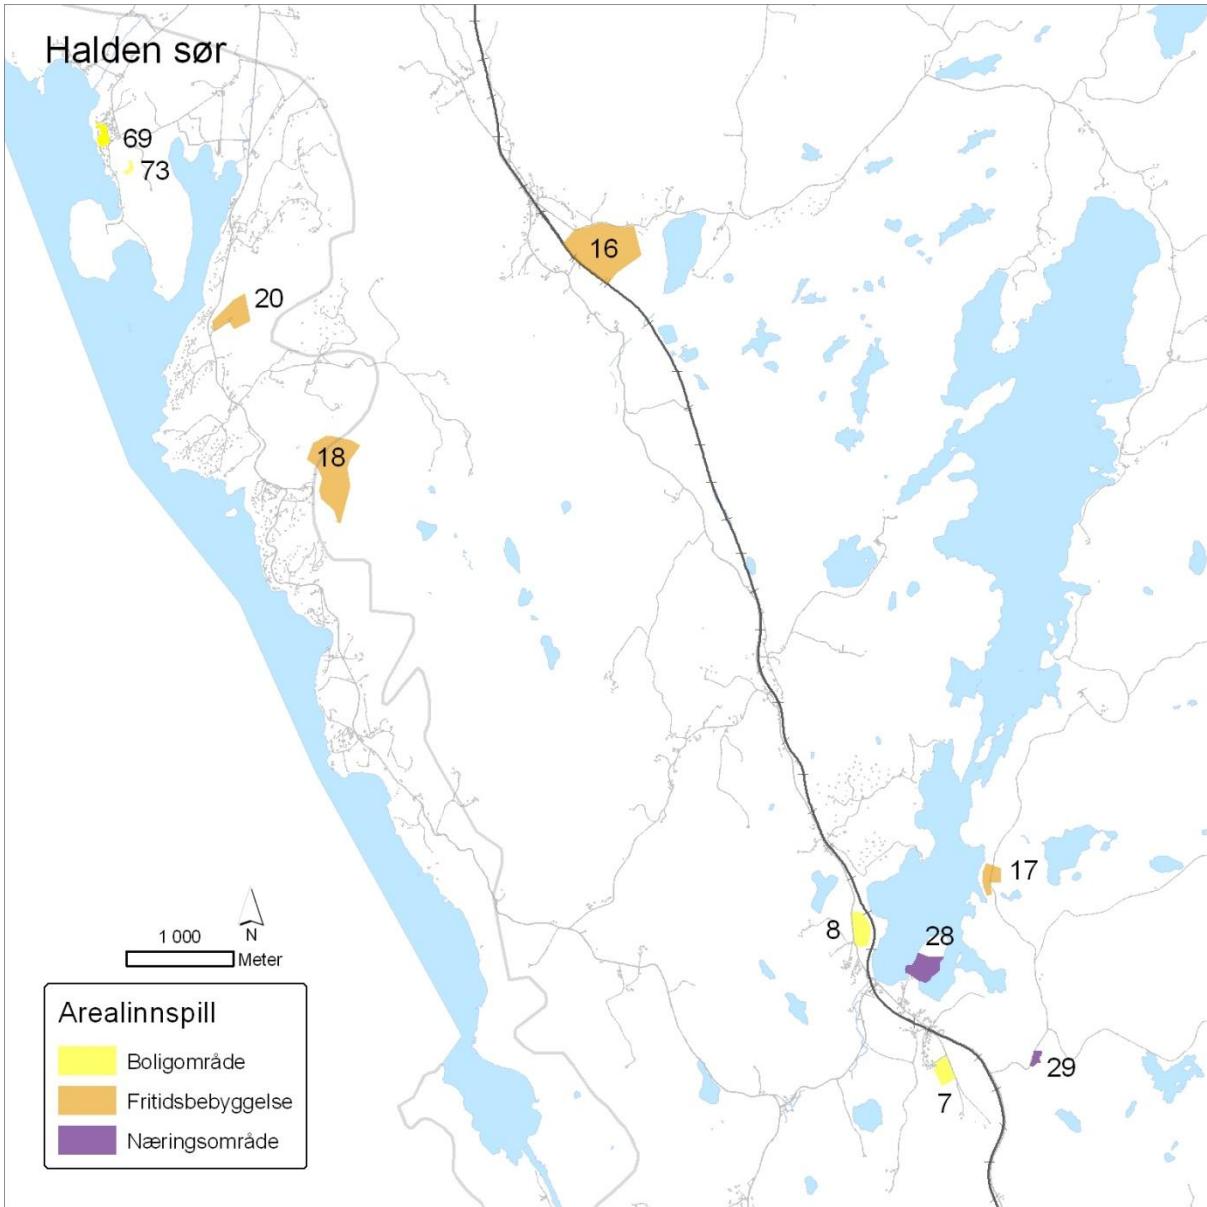 Halden sør
69
73
16
20
18
17
8
28
29
7
N
1 000
Meter
Arealinnspill
Boligområde
Fritidsbebyggelse
Næringsområde